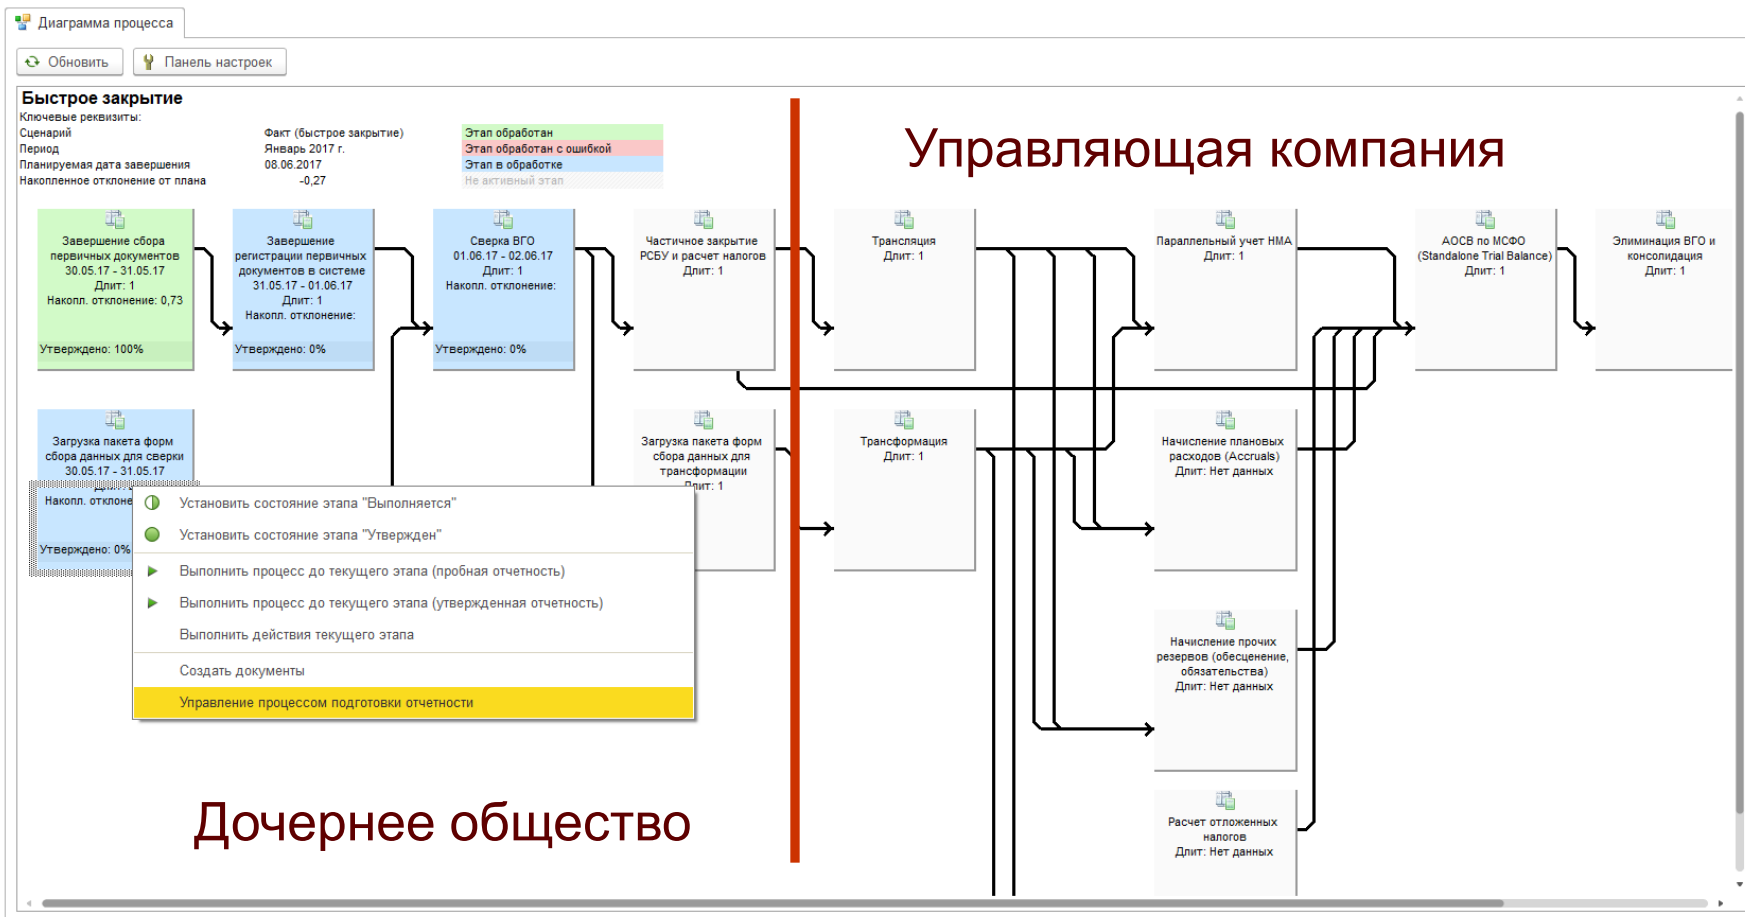 Диаграмма процесса
Обновить
Панель настроек
Быстрое закрытие
Ключевые реквизиты:
Сценарий Факт (быстрое закрытие) Этап обработан
Период Январь 2017 г. Этап обработан с ошибкой
Планируемая дата завершения 08.06.2017 Этап в обработке
Накопленное отклонение от плана -0,27 Не активный этап
Управляющая компания
Завершение сбора
первичных документов
30.05.17 - 31.05.17
Длит: 1
Накопл. отклонение: 0,73
Утверждено: 100%
Завершение
регистрации первичных
документов в системе
31.05.17 - 01.06.17
Длит: 1
Накопл. отклонение:
Утверждено: 0%
Сверка ВГО
01.06.17 - 02.06.17
Длит: 1
Накопл. отклонение:
Утверждено: 0%
Частичное закрытие
РСБУ и расчет налогов
Длит: 1
Трансляция
Длит: 1
Параллельный учет НМА
Длит: 1
АОСВ по МСФО
(Standalone Trial Balance)
Длит: 1
Элиминация ВГО и
консолидация
Длит: 1
Загрузка пакета форм
сбора данных для сверки
30.05.17 - 31.05.17
Накопл. отклоне
Утверждено: 0%
Загрузка пакета форм
сбора данных для
трансформации
Длит: 1
Трансформация
Длит: 1
Начисление плановых
расходов (Accruals)
Длит: Нет данных
Установить состояние этапа "Выполняется"
Установить состояние этапа "Утвержден"
Выполнить процесс до текущего этапа (пробная отчетность)
Выполнить процесс до текущего этапа (утвержденная отчетность)
Выполнить действия текущего этапа
Создать документы
Управление процессом подготовки отчетности
Начисление прочих
резервов (обесценение,
обязательства)
Длит: Нет данных
Дочернее общество
Расчет отложенных
налогов
Длит: Нет данных